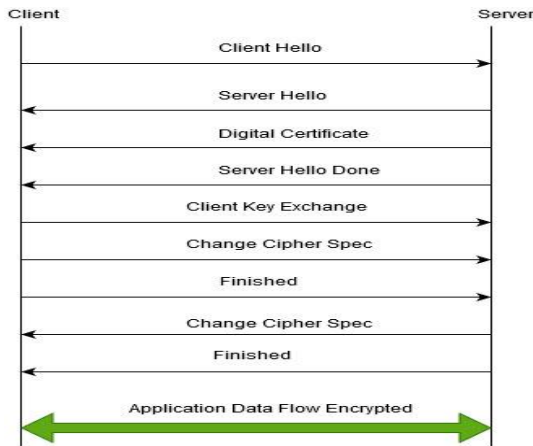 Client Server
Client Hello
Server Hello
Digital Certificate
Server Hello Done
Client Key Exchange
Change Cipher Spec
Finished
Change Cipher Spec
Finished
Application Data Flow Encrypted